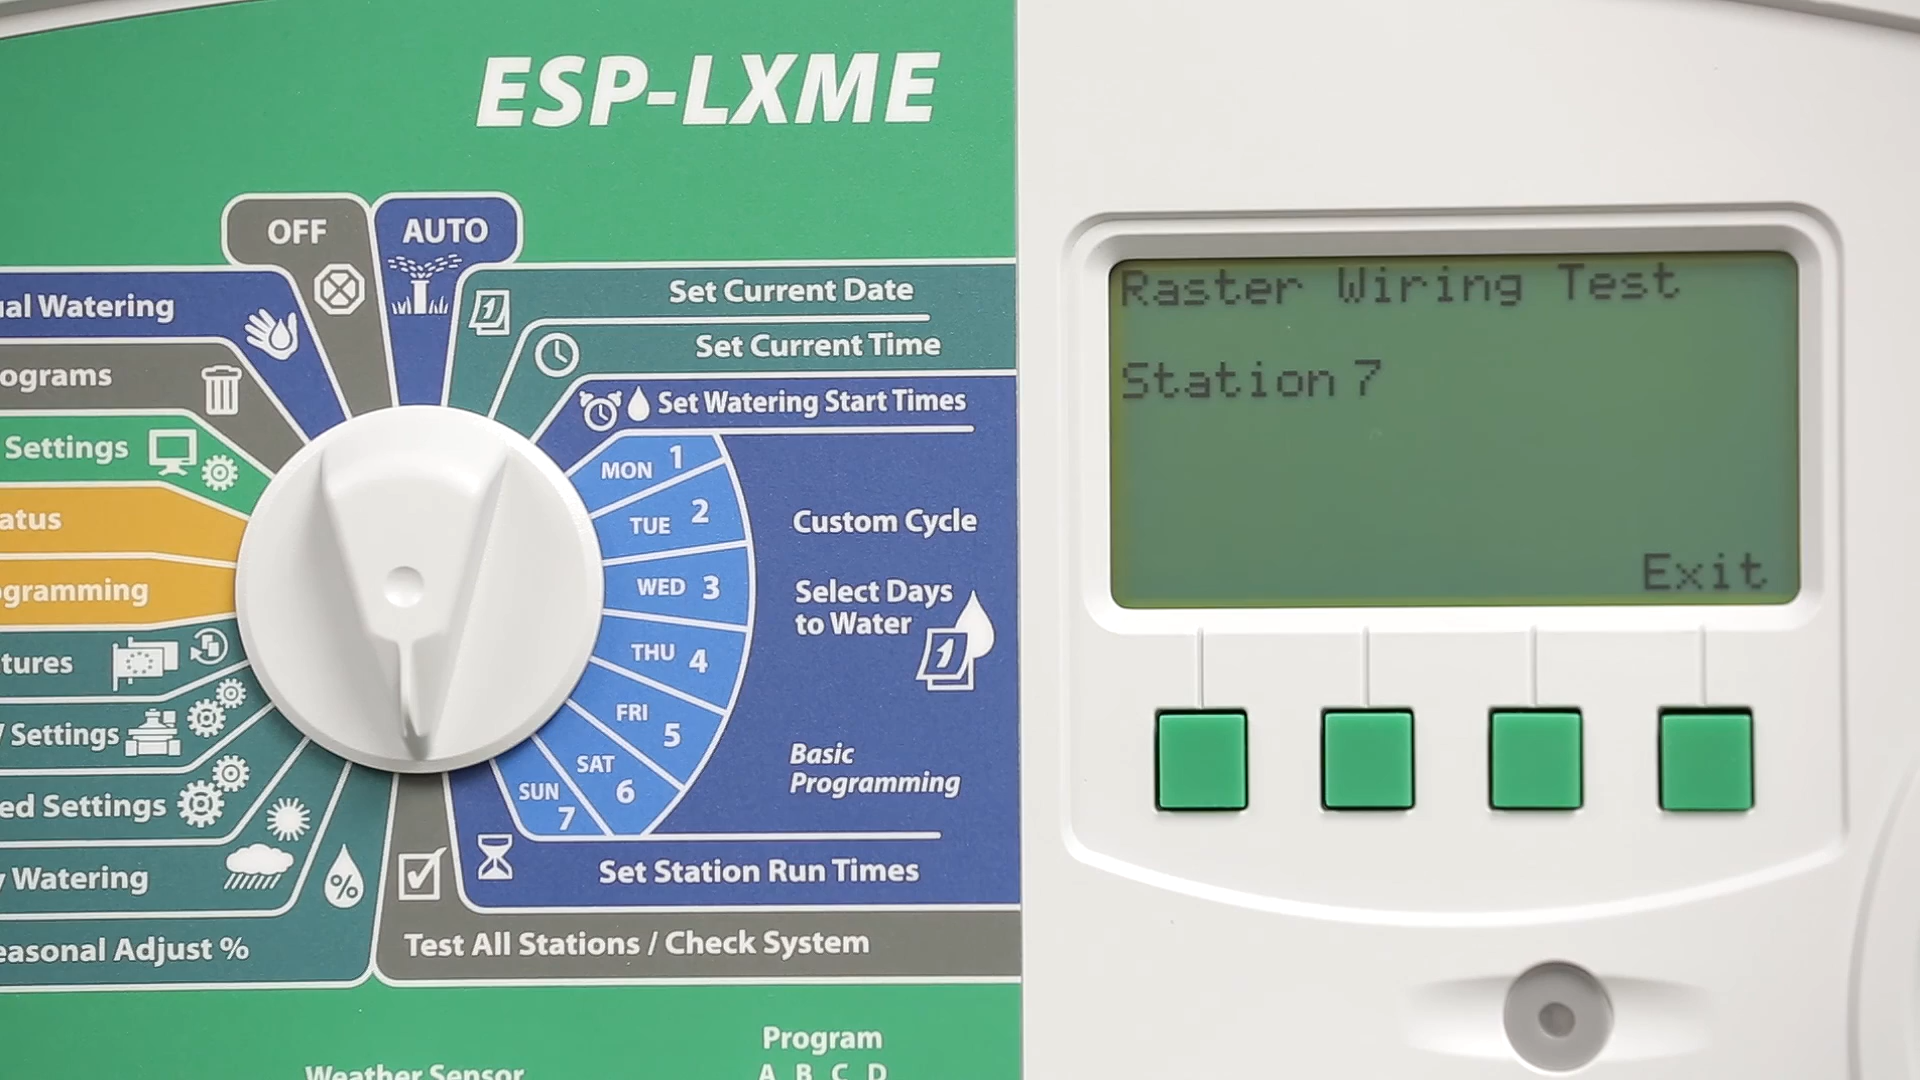 ESP-LXME
OFF
AUTO
Set Current Date
Set Current Time
Set Watering Start Times
MON 1
TUE 2
WED 3
THU 4
FRI 5
SAT 6
SUN 7
Custom Cycle
Select Days
to Water
1
Basic
Programming
Set Station Run Times
Test All Stations / Check System
ual Watering
ograms
Settings
atus
gramming
tures
/ Settings
ed Settings
y Watering
easonal Adjust %
%
1
Weather Sensor
Program
A B C D
Raster Wiring Test
Station 7
Exit